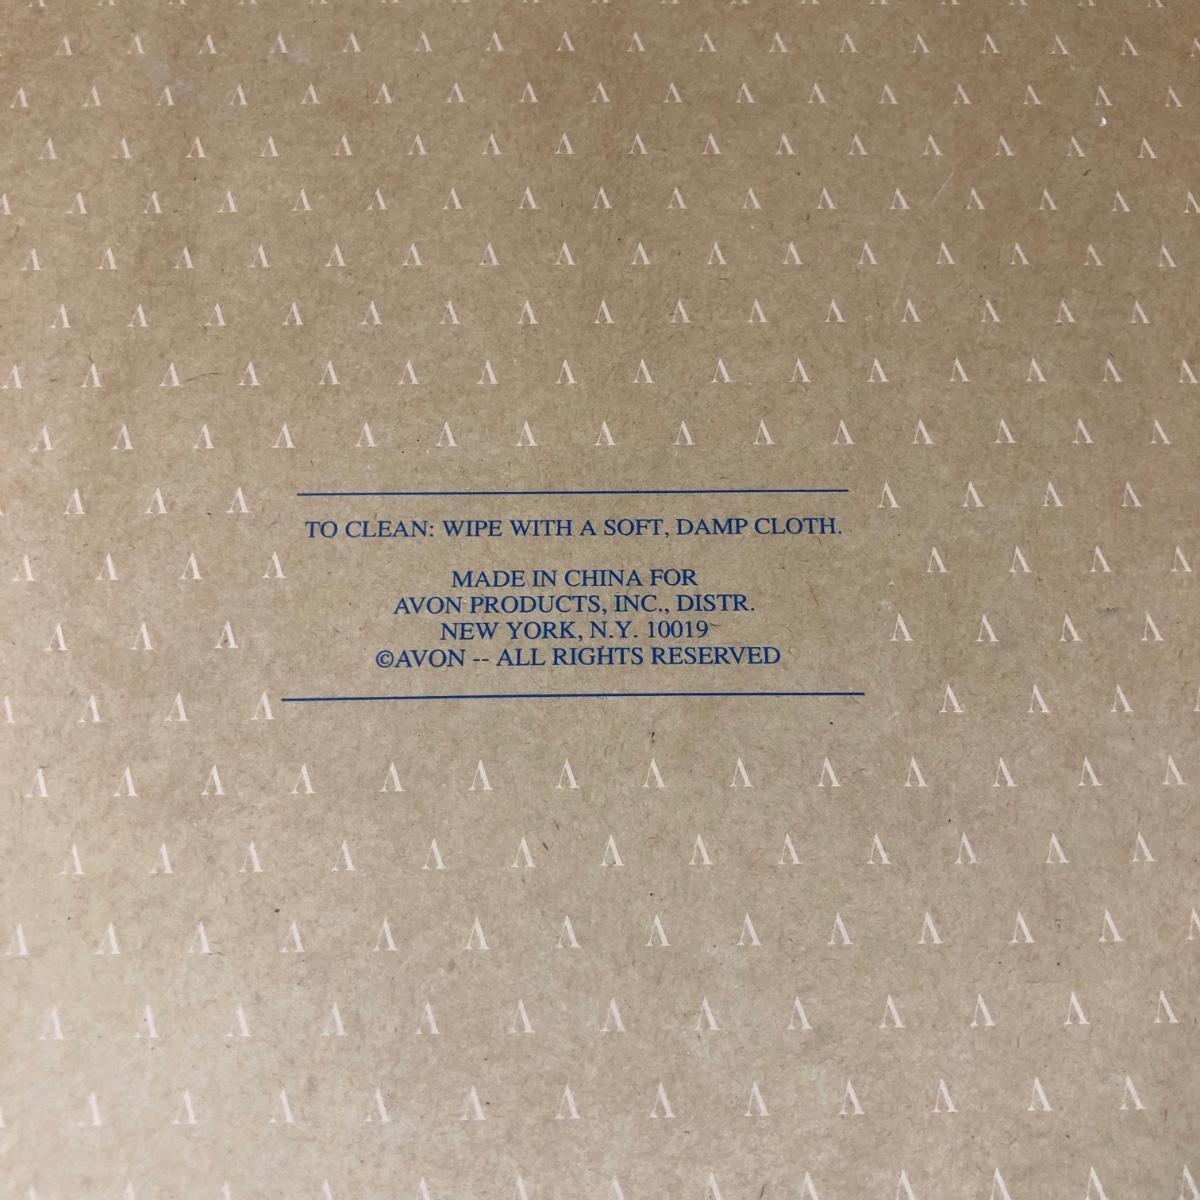 TO CLEAN: WIPE WITH A SOFT, DAMP CLOTH.
MADE IN CHINA FOR
AVON PRODUCTS, INC., DISTR.
NEW YORK, N.Y. 10019
©AVON -- ALL RIGHTS RESERVED